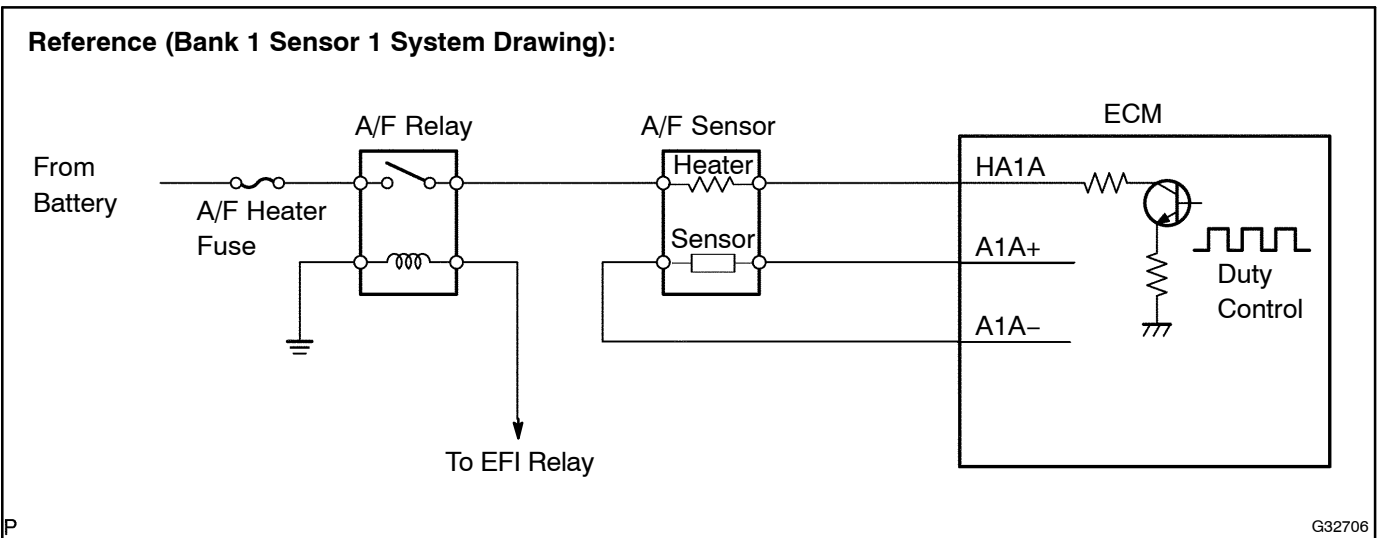 Reference (Bank 1 Sensor 1 System Drawing):
ECM
A/F Relay
A/F Sensor
From
Battery
A/F Heater
Fuse
Heater
Sensor
HA1A
A1A+
A1A−
Duty
Control
To EFI Relay
P
G32706